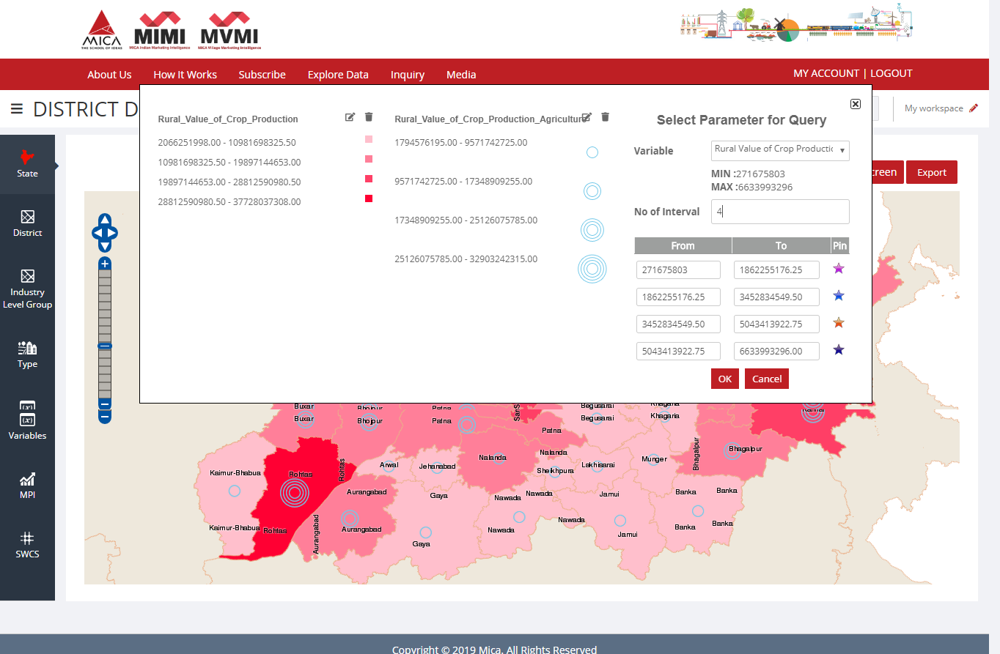 MICA
THE SCHOOL OF IDEAS
MIMI
MICA Indian Marketing Intelligence
MVMI
MICA Village Marketing Intelligence
About Us
How It Works
Subscribe
Explore Data
Inquiry
Media
MY ACCOUNT | LOGOUT
DISTRICT D
My workspace
Rural_Value_of_Crop_Production
2066251998.00 - 10981698325.50
10981698325.50 - 19897144653.00
19897144653.00 - 28812590980.50
28812590980.50 - 37728037308.00
Rural_Value_of_Crop_Production_Agriculture
1794576195.00 - 9571742725.00
9571742725.00 - 17348909255.00
17348909255.00 - 25126075785.00
25126075785.00 - 32903242315.00
Select Parameter for Query
Variable
Rural Value of Crop Productic
MIN :271675803
MAX :6633993296
No of Interval
4
From To Pin
271675803 1862255176.25
1862255176.25 3452834549.50
3452834549.50 5043413922.75
5043413922.75 6633993296.00
OK
Cancel
creen
Export
State
District
Industry
Level Group
Type
Variables
MPI
SWCS
Buxar
Bhojpur
Patna
Begusarai
Khagaria
Buxar
Bhojpur
Patna
Begusarai
Khagaria
Patna
Nalanda
Nalanda
Bhagalpur
Bhagalpur
Kaimur-Bhabua
Rohtas
Rohtas
Arwal
Jehanabad
Sheikhpura
Lakhisarai
Munger
Aurangabad
Gaya
Nawada
Nawada
Jamui
Banka
Banka
Kaimur-Bhabua
Rohtas
Aurangabad
Aurangabad
Gaya
Nawada
Nawada
Jamui
Banka
Banka
Copyright © 2019 Mica. All Rights Reserved